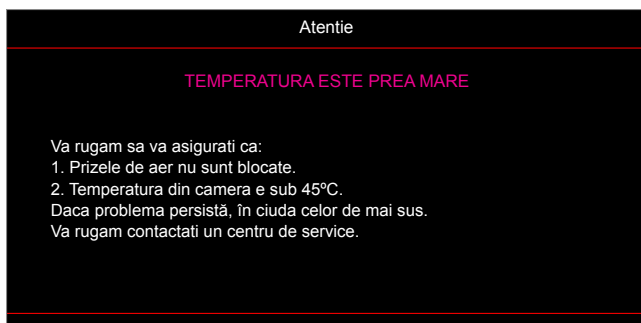 Atentie
TEMPERATURA ESTE PREA MARE
Va rugam sa va asigurati ca:
1. Prizele de aer nu sunt blocate.
2. Temperatura din camera e sub 45ºC.
Daca problema persistă, în ciuda celor de mai sus.
Va rugam contactati un centru de service.